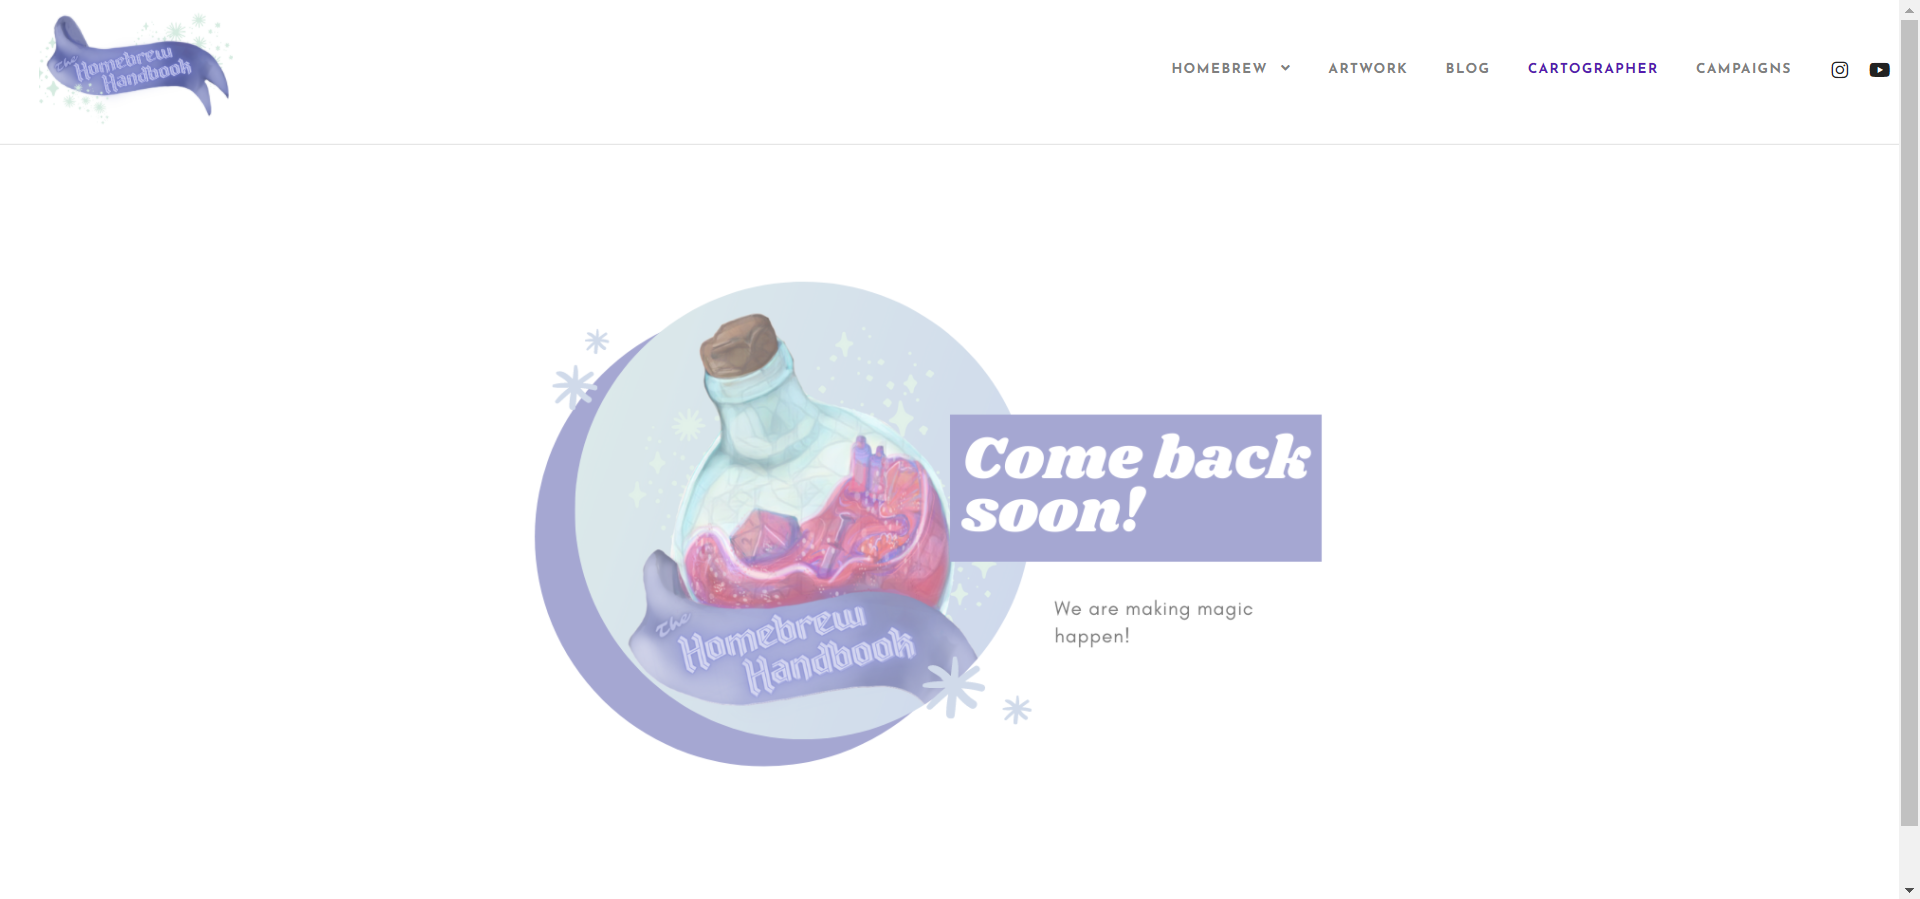 the
Homebrew
Handbook
HOMEBREW ARTWORK BLOG CARTOGRAPHER CAMPAIGNS
Come back
soon!
We are making magic
happen!
the
Homebrew
Handbook